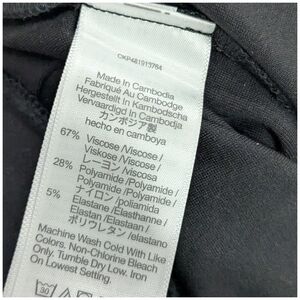 CKP481913764
Made In Cambodia
Fabriqué Au Cambodge
Hergestellt In Kambodscha
Vervaardigd In Cambodja
カンボジア製
hecho en camboya
67% Viscose/Viscose/
Viskose/Viscose/
レーヨン/viscosa
28% Polyamide/Polyamide/
Polyamid/Polyamide/
ナイロン/poliamida
5% Elastane/Élasthanne/
Elastan/Elastaan/
ポリウレタン/elastano
Machine Wash Cold With Like
Colors. Non-Chlorine Bleach
Only. Tumble Dry Low. Iron
on Lowest Setting.
30